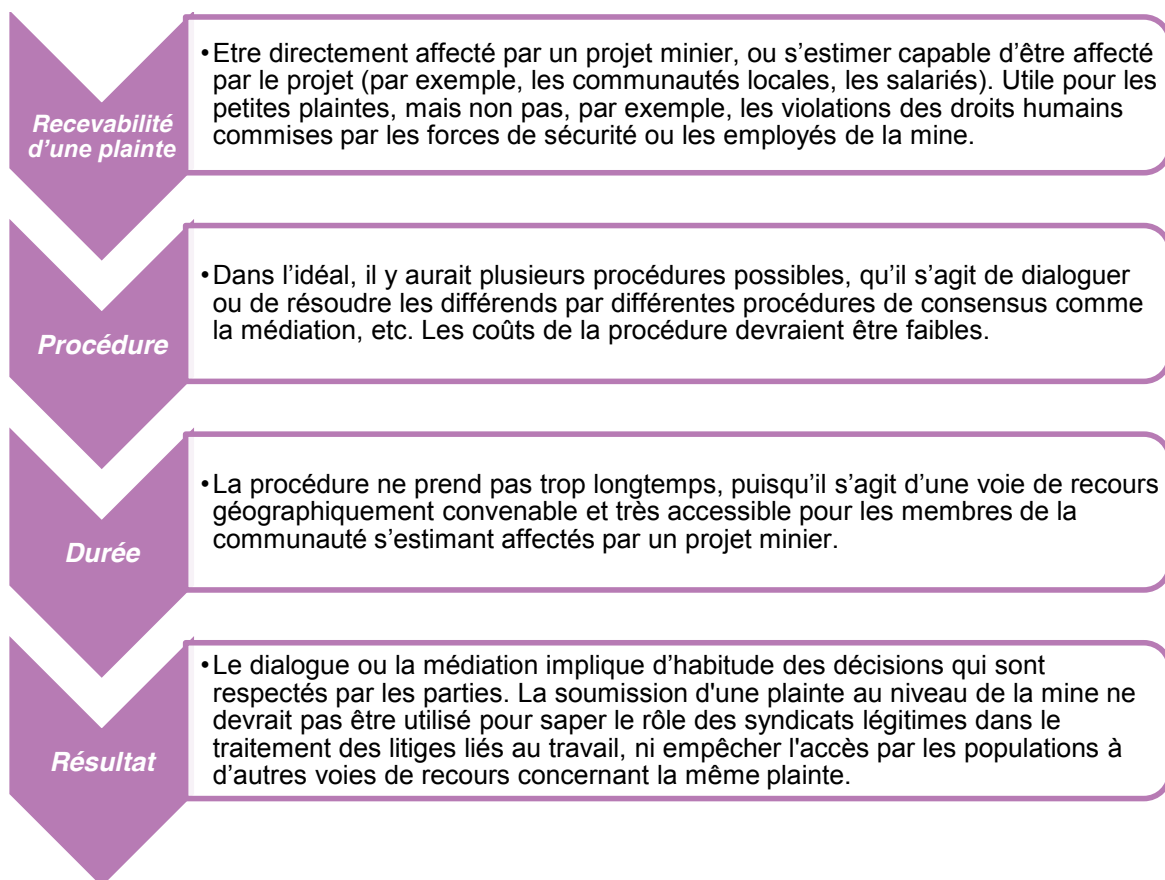 Recevabilité
d’une plainte
•Etre directement affecté par un projet minier, ou s’estimer capable d’être affecté
par le projet (par exemple, les communautés locales, les salariés). Utile pour les
petites plaintes, mais non pas, par exemple, les violations des droits humains
commises par les forces de sécurité ou les employés de la mine.
Procédure
•Dans l’idéal, il y aurait plusieurs procédures possibles, qu’il s’agit de dialoguer
ou de résoudre les différends par différentes procédures de consensus comme
la médiation, etc. Les coûts de la procédure devraient être faibles.
Durée
•La procédure ne prend pas trop longtemps, puisqu’il s’agit d’une voie de recours
géographiquement convenable et très accessible pour les membres de la
communauté s’estimant affectés par un projet minier.
Résultat
•Le dialogue ou la médiation implique d’habitude des décisions qui sont
respectés par les parties. La soumission d'une plainte au niveau de la mine ne
devrait pas être utilisé pour saper le rôle des syndicats légitimes dans le
traitement des litiges liés au travail, ni empêcher l'accès par les populations à
d’autres voies de recours concernant la même plainte.